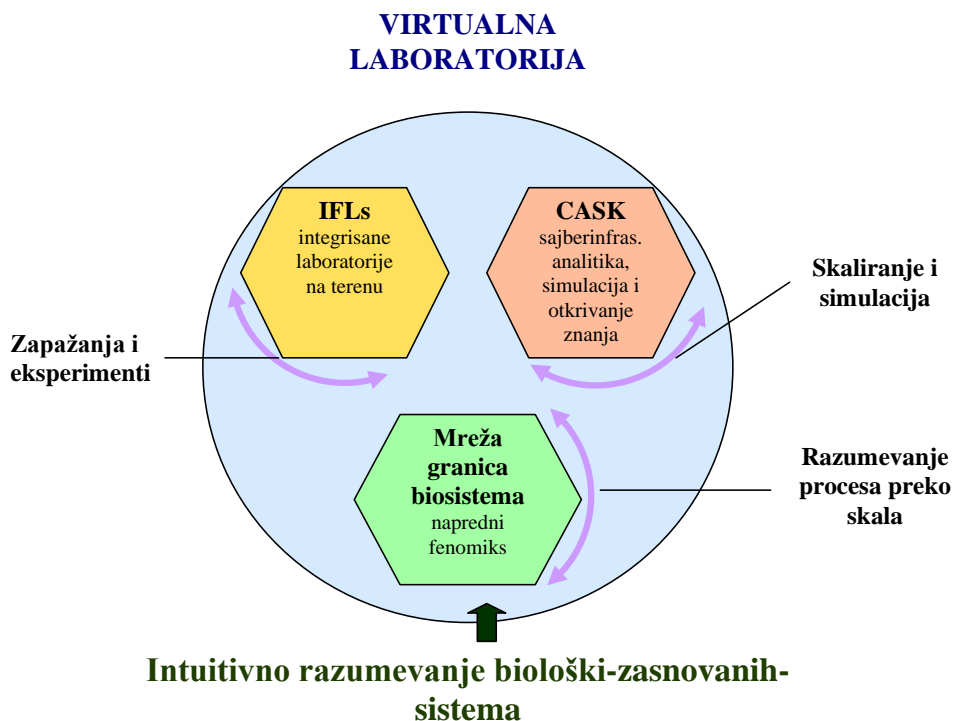 VIRTUALNA
LABORATORIJA
IFLs
integrisane
laboratorije
na terenu
CASK
sajberinfras.
analitika,
simulacija i
otkrivanje
znanja
Skaliranje i
simulacija
Zapažanja i
eksperimenti
Mreža
granica
biosistema
napredni
fenomiks
Razumevanje
procesa preko
skala
Intuitivno razumevanje biološki-zasnovanih-
sistema